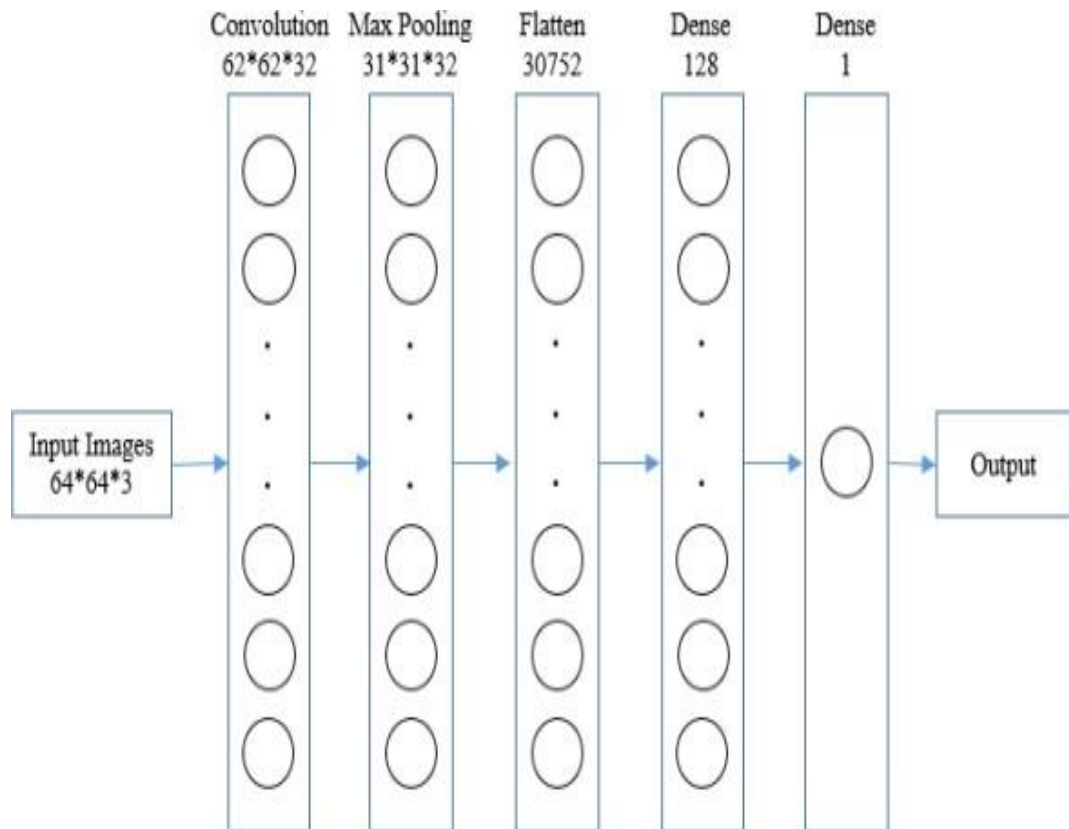 Convolution
62*62*32
Max Pooling
31*31*32
Flatten
30752
Dense
128
Dense
1
Input Images
64*64*3
Output